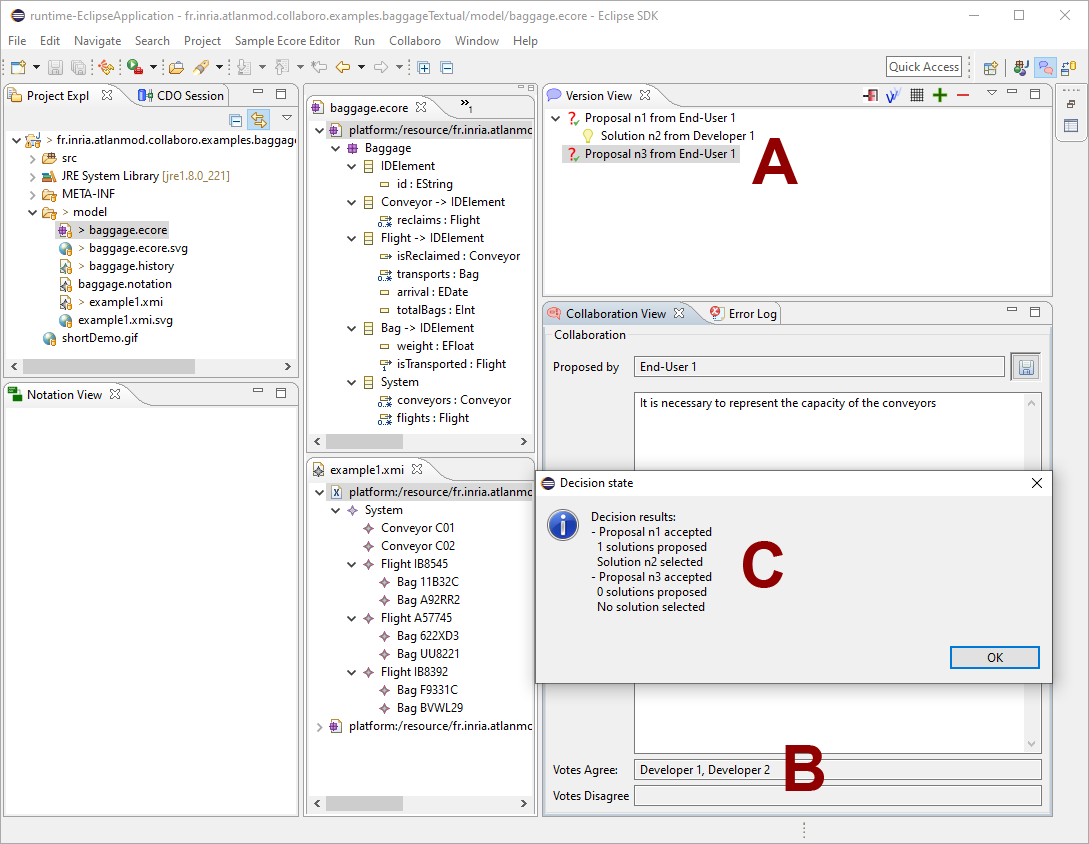 runtime-EclipseApplication - fr.inria.atlanmod.collaboro.examples.baggageTextual/model/baggage.ecore - Eclipse SDK
File Edit Navigate Search Project Sample Ecore Editor Run Collaboro Window Help
Quick Access
Project Expl CDO Session
> fr.inria.atlanmod.collaboro.examples.baggage
src
JRE System Library [jre1.8.0_221]
META-INF
> model
> baggage.ecore
> baggage.ecore.svg
> baggage.history
baggage.notation
> example1.xmi
example1.xmi.svg
shortDemo.gif
Notation View
baggage.ecore »1
platform:/resource/fr.inria.atlanmo
Baggage
IDElement
id : EString
Conveyor -> IDElement
0..* reclaims : Flight
Flight -> IDElement
isReclaimed : Conveyor
0..* transports : Bag
arrival : EDate
totalBags : EInt
Bag -> IDElement
weight : EFloat
1 isTransported : Flight
System
0..* conveyors : Conveyor
0..* flights : Flight
example1.xmi
platform:/resource/fr.inria.atlanmo
System
Conveyor C01
Conveyor C02
Flight IB8545
Bag 11B32C
Bag A92RR2
Flight A57745
Bag 622XD3
Bag UU8221
Flight IB8392
Bag F9331C
Bag BVWL29
platform:/resource/fr.inria.atlanmo
Version View
Proposal n1 from End-User 1
Solution n2 from Developer 1
Proposal n3 from End-User 1
A
Collaboration View Error Log
Collaboration
Proposed by End-User 1
It is necessary to represent the capacity of the conveyors
Decision state
Decision results:
- Proposal n1 accepted
1 solutions proposed
Solution n2 selected
- Proposal n3 accepted
0 solutions proposed
No solution selected
C
OK
Votes Agree: Developer 1, Developer 2
B
Votes Disagree